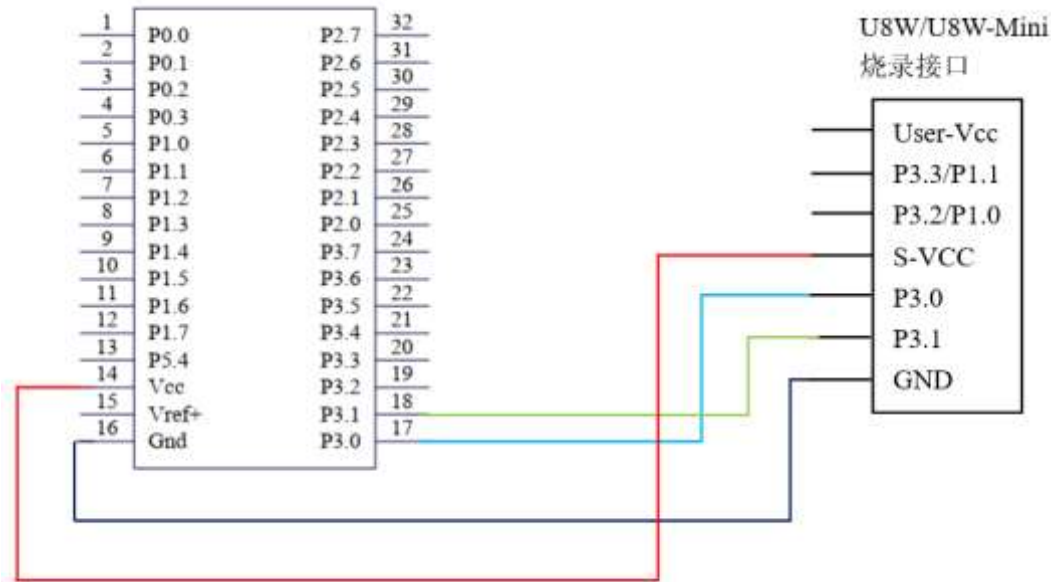 1 P0.0 P2.7 32
2 P0.1 P2.6 31
3 P0.2 P2.5 30
4 P0.3 P2.4 29
5 P1.0 P2.3 28
6 P1.1 P2.2 27
7 P1.2 P2.1 26
8 P1.3 P2.0 25
9 P1.4 P3.7 24
10 P1.5 P3.6 23
11 P1.6 P3.5 22
12 P1.7 P3.4 21
13 P5.4 P3.3 20
14 Vcc P3.2 19
15 Vref+ P3.1 18
16 Gnd P3.0 17
U8W/U8W-Mini
烧录接口
User-Vcc
P3.3/P1.1
P3.2/P1.0
S-VCC
P3.0
P3.1
GND